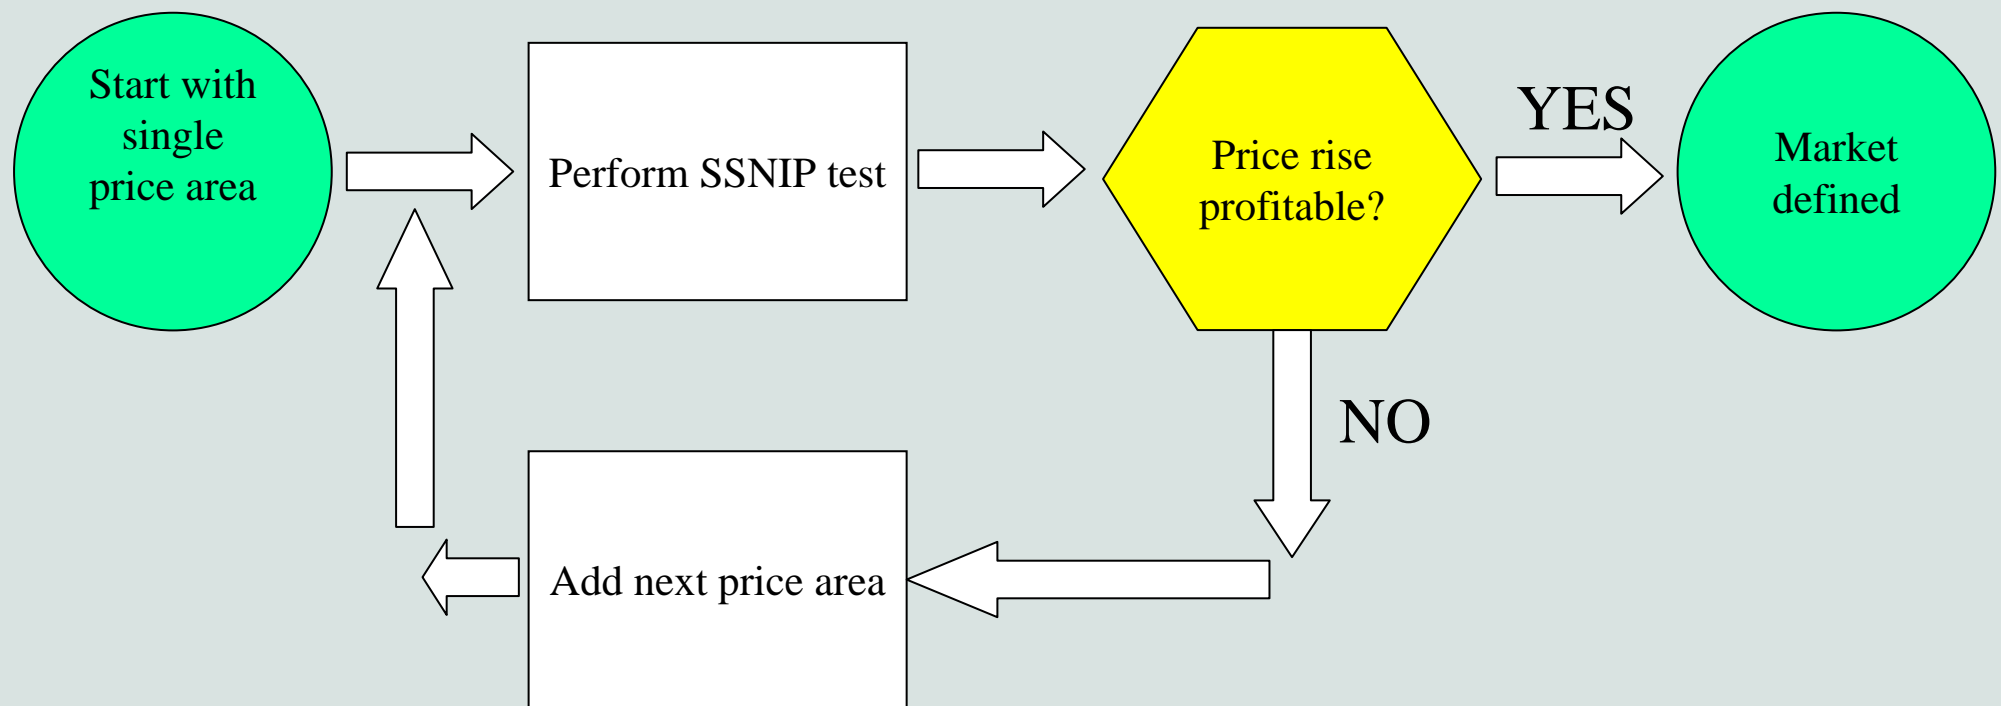 Start with
single
price area
Perform SSNIP test
Price rise
profitable?
YES
Market
defined
NO
Add next price area